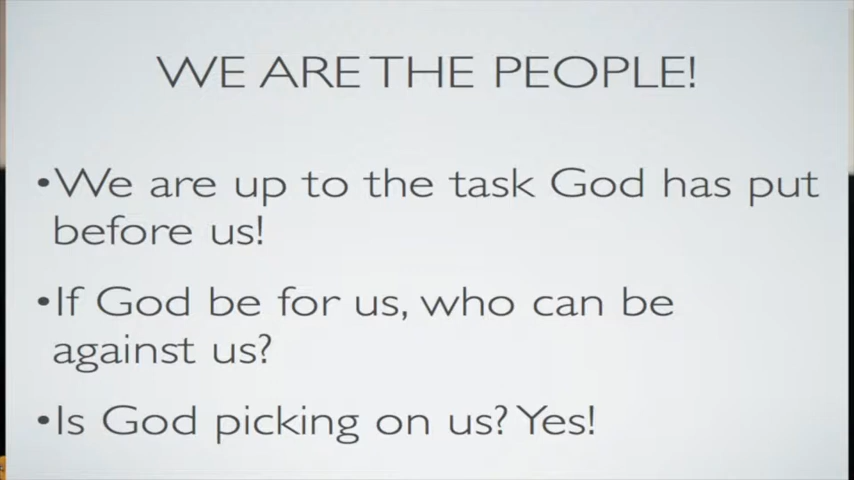 WE ARE THE PEOPLE!
•We are up to the task God has put
before us!
•If God be for us, who can be
against us?
•Is God picking on us? Yes!